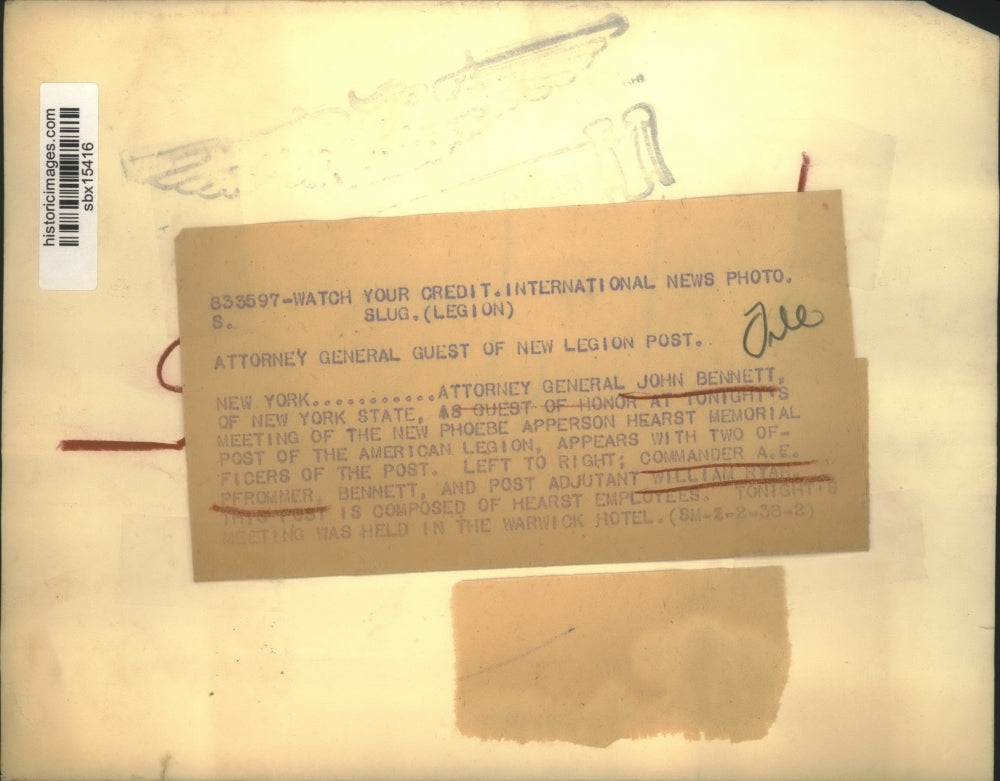 historicimages.com
sbx15416
833597-WATCH YOUR CREDIT.INTERNATIONAL NEWS PHOTO.
S. SLUG.(LEGION)
File
ATTORNEY GENERAL GUEST OF NEW LEGION POST.
NEW YORK............ATTORNEY GENERAL JOHN BENNETT,
OF NEW YORK STATE, AS GUEST OF HONOR AT TONIGHT'S
MEETING OF THE NEW PHOEBE APPERSON HEARST MEMORIAL
POST OF THE AMERICAN LEGION, APPEARS WITH TWO OF-
FICERS OF THE POST. LEFT TO RIGHT; COMMANDER A.E.
PFROMMER, BENNETT, AND POST ADJUTANT WILLIAM RYAN.
THIS POST IS COMPOSED OF HEARST EMPLOYEES. TONIGHT'S
MEETING WAS HELD IN THE WARWICK HOTEL.